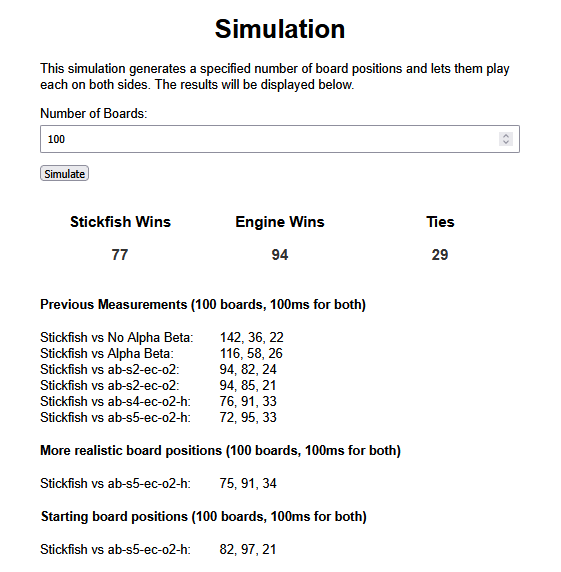 Simulation
This simulation generates a specified number of board positions and lets them play
each on both sides. The results will be displayed below.
Number of Boards:
100
Simulate
Stickfish Wins Engine Wins Ties
77 94 29
Previous Measurements (100 boards, 100ms for both)
Stickfish vs No Alpha Beta: 142, 36, 22
Stickfish vs Alpha Beta: 116, 58, 26
Stickfish vs ab-s2-ec-o2: 94, 82, 24
Stickfish vs ab-s2-ec-o2: 94, 85, 21
Stickfish vs ab-s4-ec-o2-h: 76, 91, 33
Stickfish vs ab-s5-ec-o2-h: 72, 95, 33
More realistic board positions (100 boards, 100ms for both)
Stickfish vs ab-s5-ec-o2-h: 75, 91, 34
Starting board positions (100 boards, 100ms for both)
Stickfish vs ab-s5-ec-o2-h: 82, 97, 21